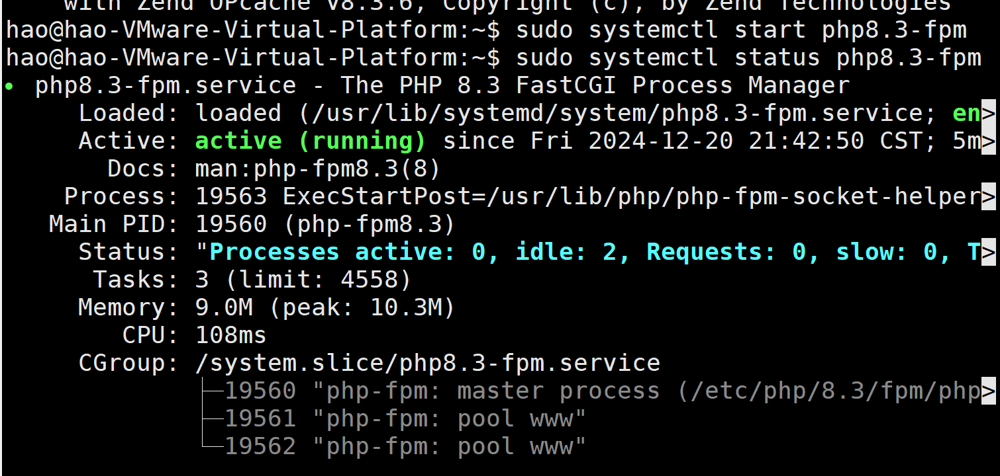 with Zend OPcache v8.3.6, Copyright (c), by Zend Technologies
hao@hao-VMware-Virtual-Platform:~$ sudo systemctl start php8.3-fpm
hao@hao-VMware-Virtual-Platform:~$ sudo systemctl status php8.3-fpm
● php8.3-fpm.service - The PHP 8.3 FastCGI Process Manager
Loaded: loaded (/usr/lib/systemd/system/php8.3-fpm.service; en>
Active: active (running) since Fri 2024-12-20 21:42:50 CST; 5m>
Docs: man:php-fpm8.3(8)
Process: 19563 ExecStartPost=/usr/lib/php/php-fpm-socket-helper>
Main PID: 19560 (php-fpm8.3)
Status: "Processes active: 0, idle: 2, Requests: 0, slow: 0, T>
Tasks: 3 (limit: 4558)
Memory: 9.0M (peak: 10.3M)
CPU: 108ms
CGroup: /system.slice/php8.3-fpm.service
├─19560 "php-fpm: master process (/etc/php/8.3/fpm/php>
├─19561 "php-fpm: pool www"
└─19562 "php-fpm: pool www"